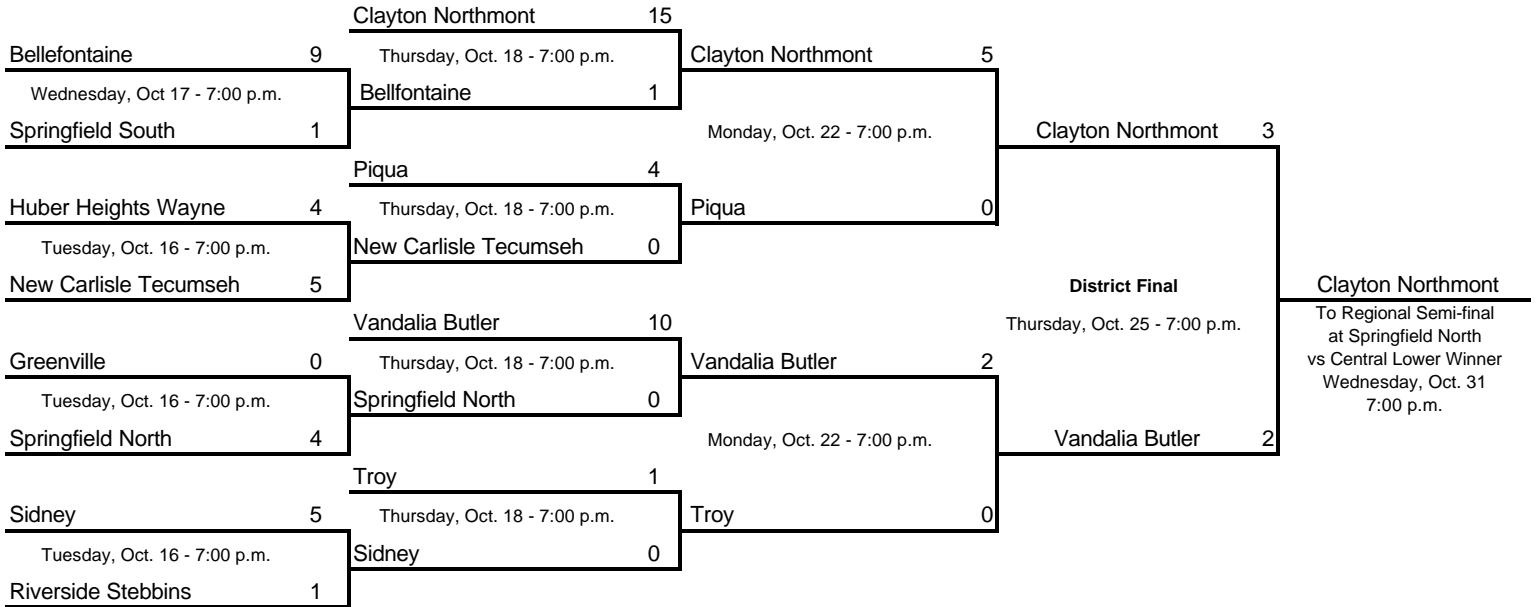 Clayton Northmont 15
Bellefontaine 9
Thursday, Oct. 18 - 7:00 p.m.
Clayton Northmont 5
Wednesday, Oct 17 - 7:00 p.m.
Bellfontaine 1
Springfield South 1
Monday, Oct. 22 - 7:00 p.m.
Clayton Northmont 3
Piqua 4
Huber Heights Wayne 4
Thursday, Oct. 18 - 7:00 p.m.
Piqua 0
Tuesday, Oct. 16 - 7:00 p.m.
New Carlisle Tecumseh 0
New Carlisle Tecumseh 5
District Final
Clayton Northmont
Vandalia Butler 10
Thursday, Oct. 25 - 7:00 p.m.
To Regional Semi-final
at Springfield North
vs Central Lower Winner
Wednesday, Oct. 31
7:00 p.m.
Greenville 0
Thursday, Oct. 18 - 7:00 p.m.
Vandalia Butler 2
Tuesday, Oct. 16 - 7:00 p.m.
Springfield North 0
Springfield North 4
Monday, Oct. 22 - 7:00 p.m.
Vandalia Butler 2
Troy 1
Sidney 5
Thursday, Oct. 18 - 7:00 p.m.
Troy 0
Tuesday, Oct. 16 - 7:00 p.m.
Sidney 0
Riverside Stebbins 1